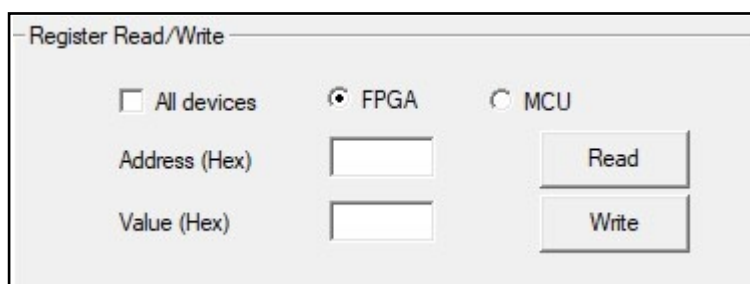 Register Read/Write
All devices FPGA MCU
Address (Hex) Read
Value (Hex) Write